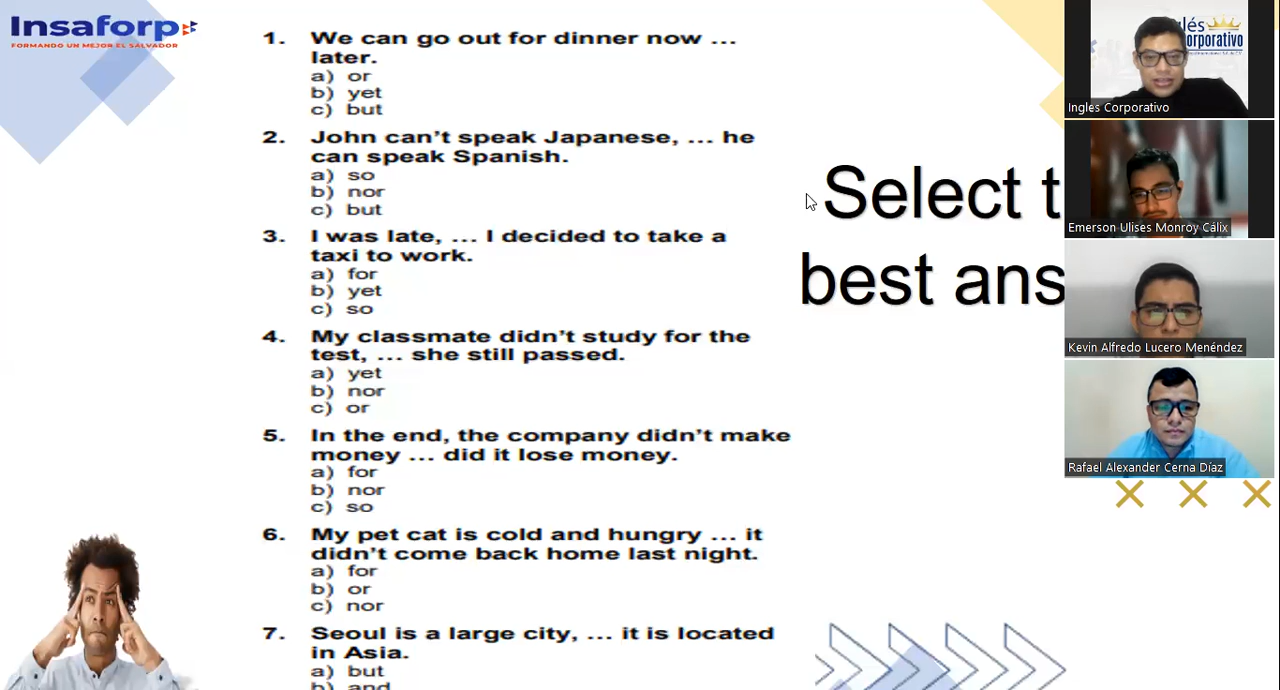 Insaforp
FORMANDO UN MEJOR EL SALVADOR
1. We can go out for dinner now ...
later.
a) or
b) yet
c) but
2. John can't speak Japanese, ... he
can speak Spanish.
a) so
b) nor
c) but
3. I was late, ... I decided to take a
taxi to work.
a) for
b) yet
c) so
4. My classmate didn't study for the
test, ... she still passed.
a) yet
b) nor
c) or
5. In the end, the company didn't make
money ... did it lose money.
a) for
b) nor
c) so
6. My pet cat is cold and hungry ... it
didn't come back home last night.
a) for
b) or
c) nor
7. Seoul is a large city, ... it is located
in Asia.
a) but
b) and
Select t
best ans
lés
orporativo
Ingles Corporativo
Emerson Ulises Monroy Cálix
Kevin Alfredo Lucero Menéndez
Rafael Alexander Cerna Díaz